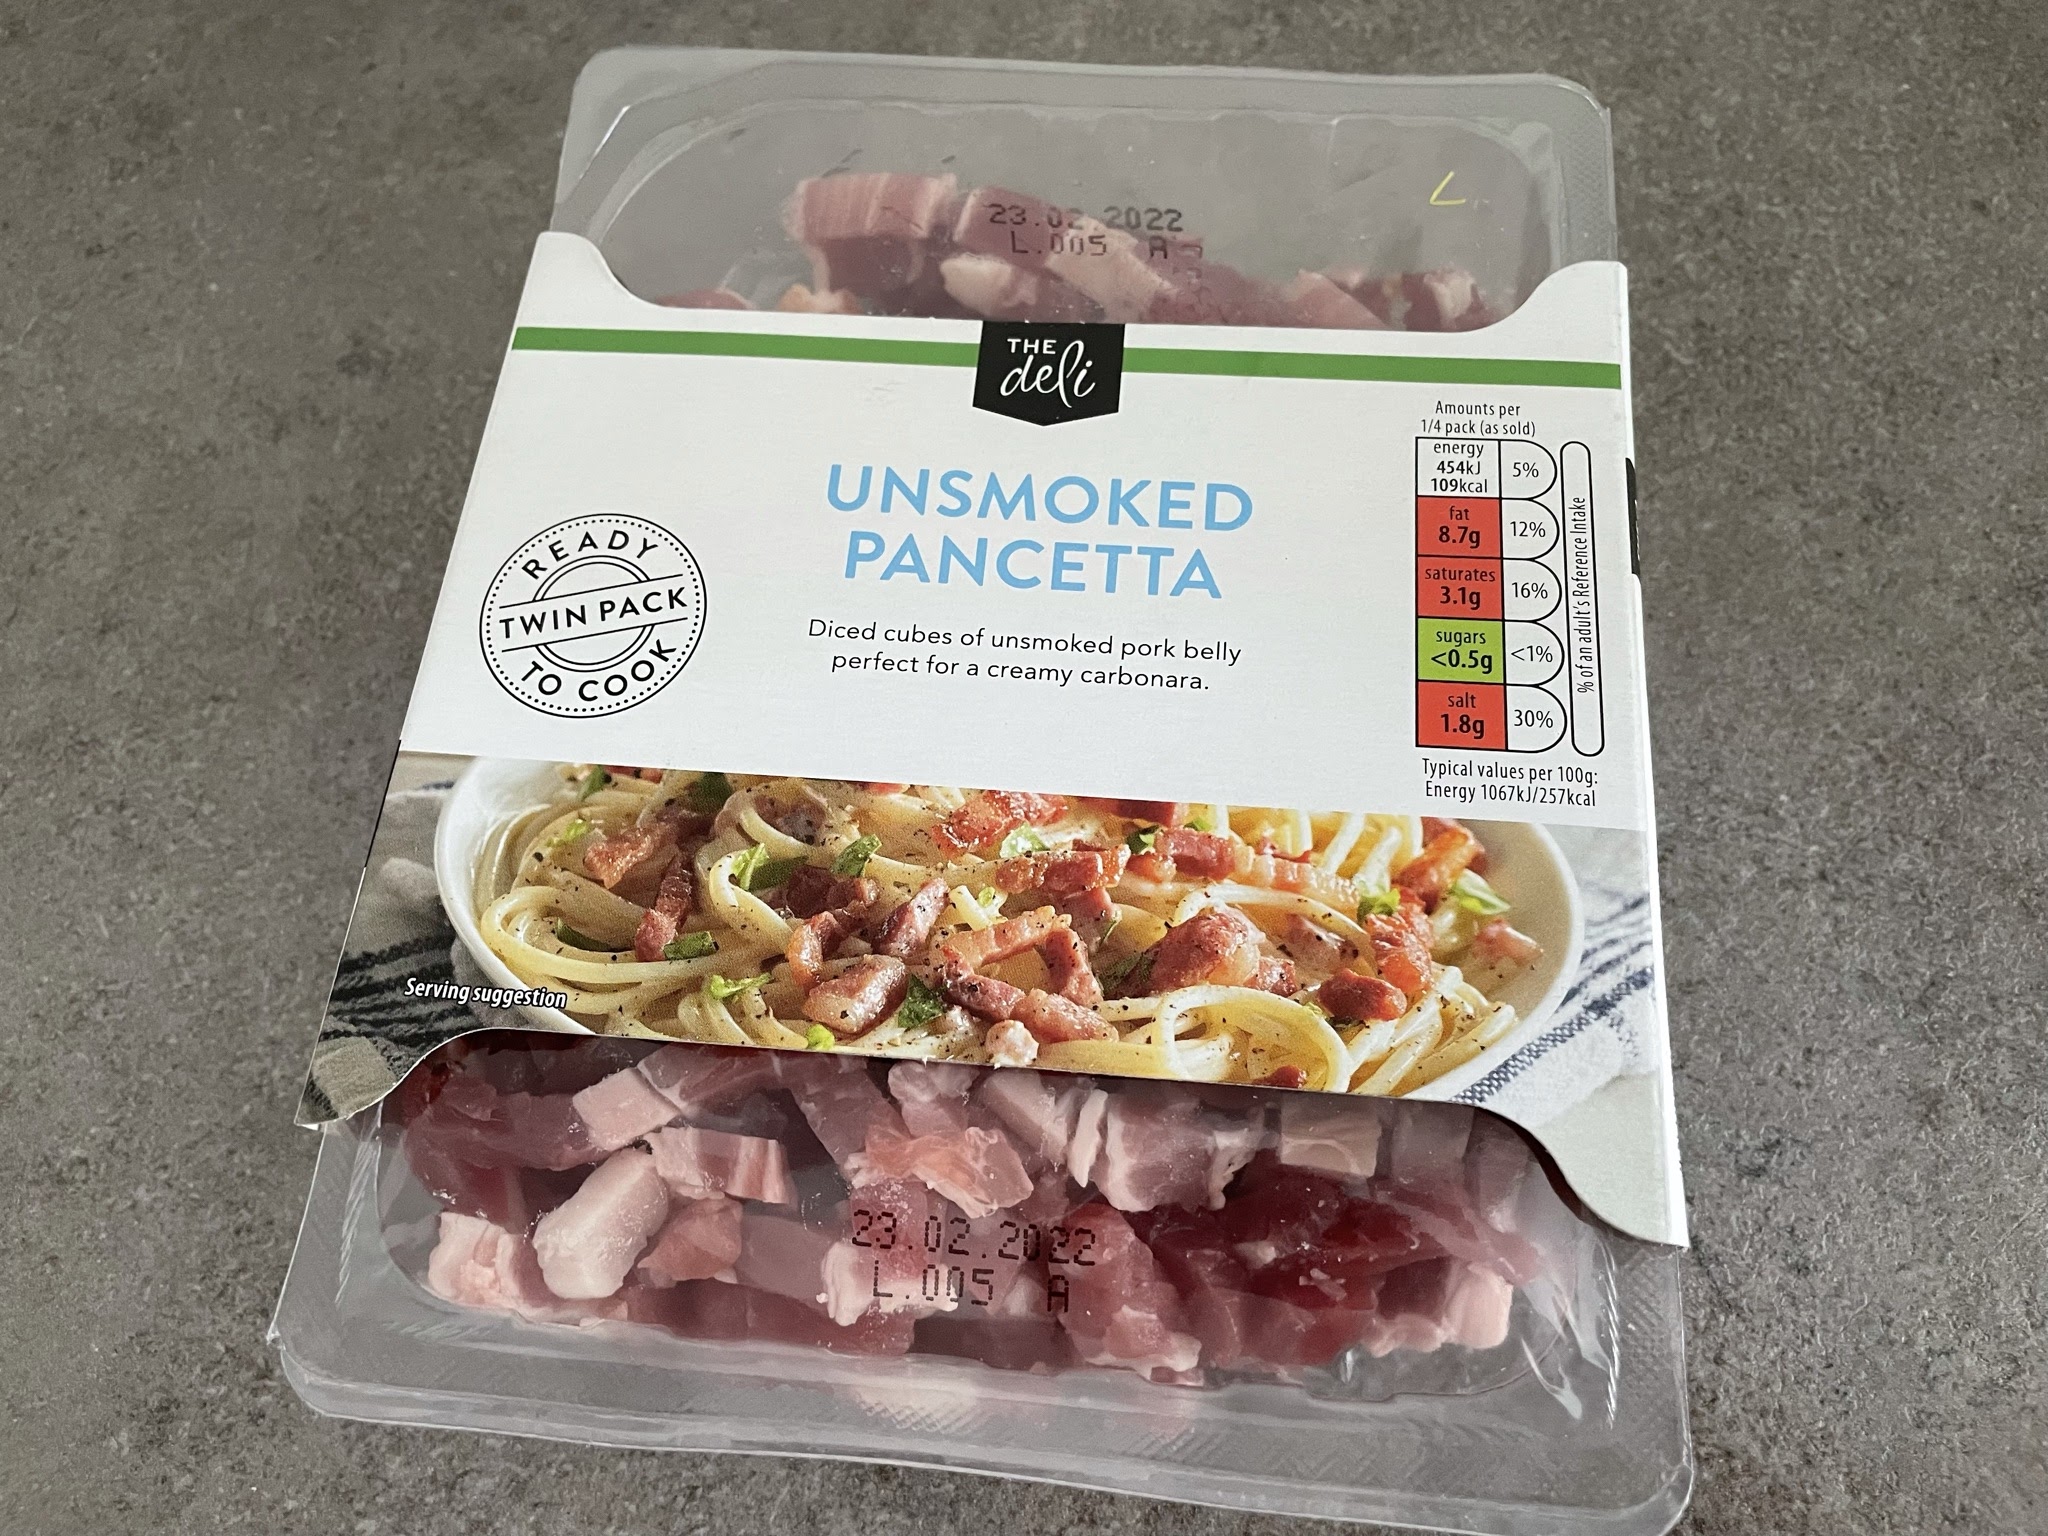 23.02.2022
L.005 A
THE
deli
UNSMOKED
PANCETTA
Diced cubes of unsmoked pork belly
perfect for a creamy carbonara.
READY
TWIN PACK
TO COOK
Amounts per
1/4 pack (as sold)
energy
454kJ
109kcal
5%
fat
8.7g
12%
saturates
3.1g
16%
sugars
<0.5g
<1%
salt
1.8g
30%
% of an adult's Reference Intake
Typical values per 100g:
Energy 1067kJ/257kcal
Serving suggestion
23.02.2022
L.005 A